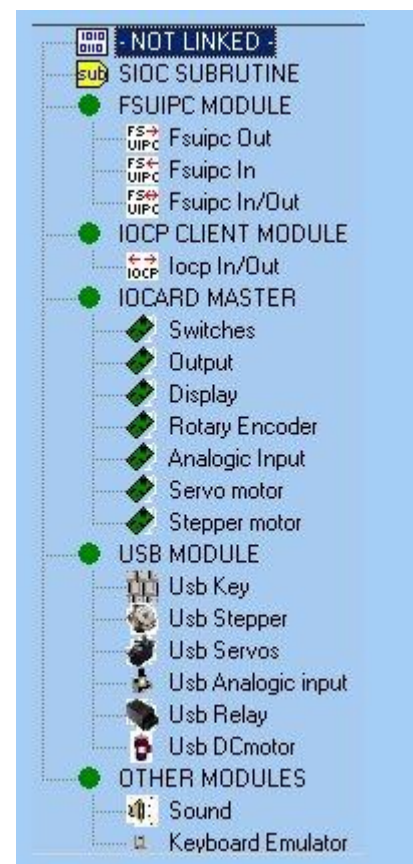 - NOT LINKED -
SIOC SUBRUTINE
FSUIPC MODULE
Fsuipc Out
Fsuipc In
Fsuipc In/Out
IOCP CLIENT MODULE
Iocp In/Out
IOCARD MASTER
Switches
Output
Display
Rotary Encoder
Analogic Input
Servo motor
Stepper motor
USB MODULE
Usb Key
Usb Stepper
Usb Servos
Usb Analogic input
Usb Relay
Usb DCmotor
OTHER MODULES
Sound
Keyboard Emulator